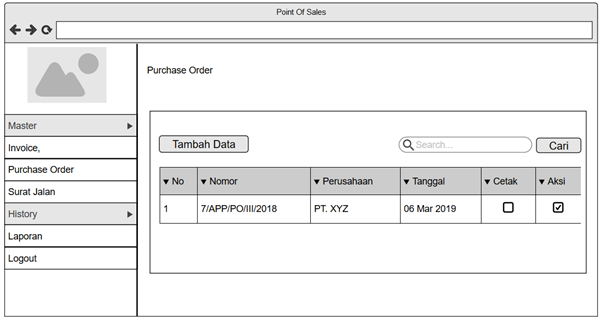 Point Of Sales
Purchase Order
Master
Invoice,
Purchase Order
Surat Jalan
History
Laporan
Logout
Tambah Data
Search...
Cari
No Nomor Perusahaan Tanggal Cetak Aksi
1 7/APP/PO/III/2018 PT. XYZ 06 Mar 2019